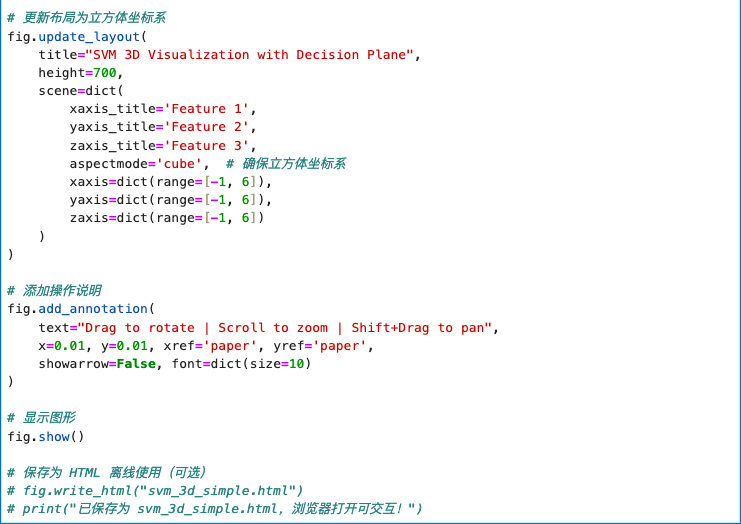 # 更新布局为立方体坐标系
fig.update_layout(
    title="SVM 3D Visualization with Decision Plane",
    height=700,
    scene=dict(
        xaxis_title='Feature 1',
        yaxis_title='Feature 2',
        zaxis_title='Feature 3',
        aspectmode='cube',  # 确保立方体坐标系
        xaxis=dict(range=[-1, 6]),
        yaxis=dict(range=[-1, 6]),
        zaxis=dict(range=[-1, 6])
    )
)

# 添加操作说明
fig.add_annotation(
    text="Drag to rotate | Scroll to zoom | Shift+Drag to pan",
    x=0.01, y=0.01, xref='paper', yref='paper',
    showarrow=False, font=dict(size=10)
)

# 显示图形
fig.show()

# 保存为 HTML 离线使用（可选）
# fig.write_html("svm_3d_simple.html")
# print("已保存为 svm_3d_simple.html，浏览器打开可交互！")